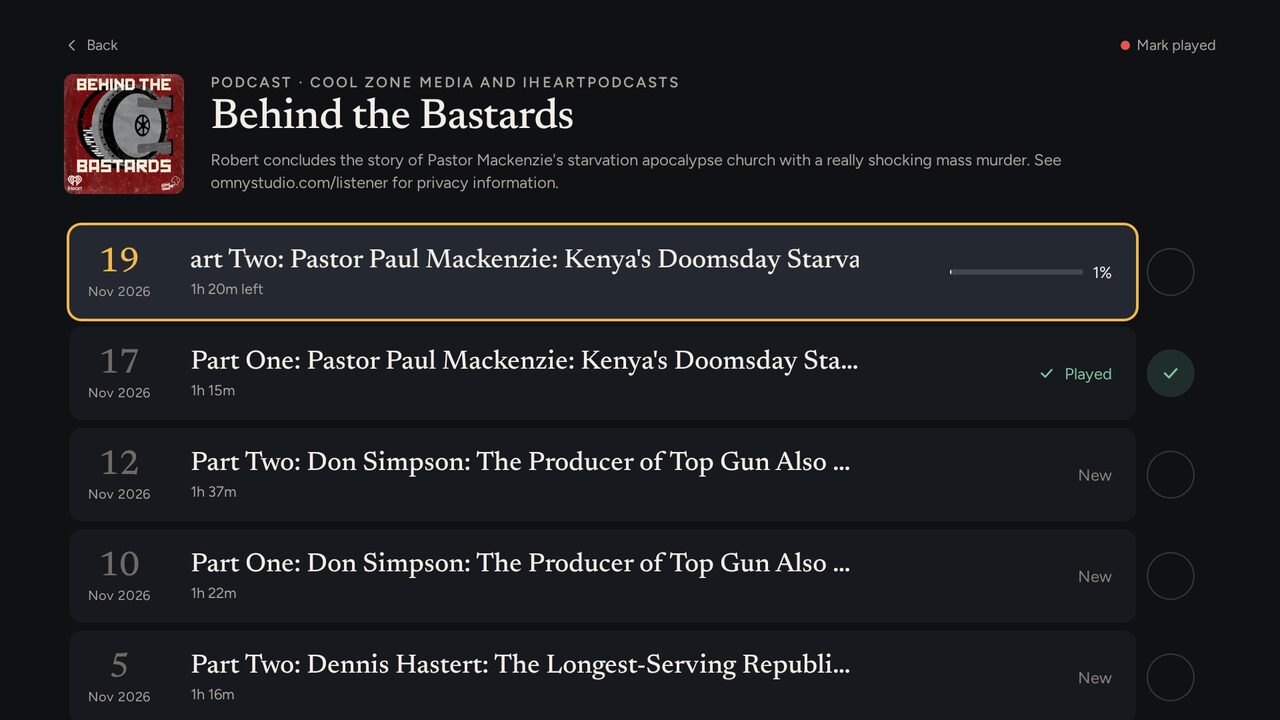 Back
Mark played
BEHIND THE
BASTARDS
iHeart
PODCAST · COOL ZONE MEDIA AND IHEARTPODCASTS
Behind the Bastards
Robert concludes the story of Pastor Mackenzie's starvation apocalypse church with a really shocking mass murder. See
omnystudio.com/listener for privacy information.
19
Nov 2026
art Two: Pastor Paul Mackenzie: Kenya's Doomsday Starva
1h 20m left
1%
17
Nov 2026
Part One: Pastor Paul Mackenzie: Kenya's Doomsday Sta...
1h 15m
Played
12
Nov 2026
Part Two: Don Simpson: The Producer of Top Gun Also ...
1h 37m
New
10
Nov 2026
Part One: Don Simpson: The Producer of Top Gun Also ...
1h 22m
New
5
Nov 2026
Part Two: Dennis Hastert: The Longest-Serving Republi...
1h 16m
New